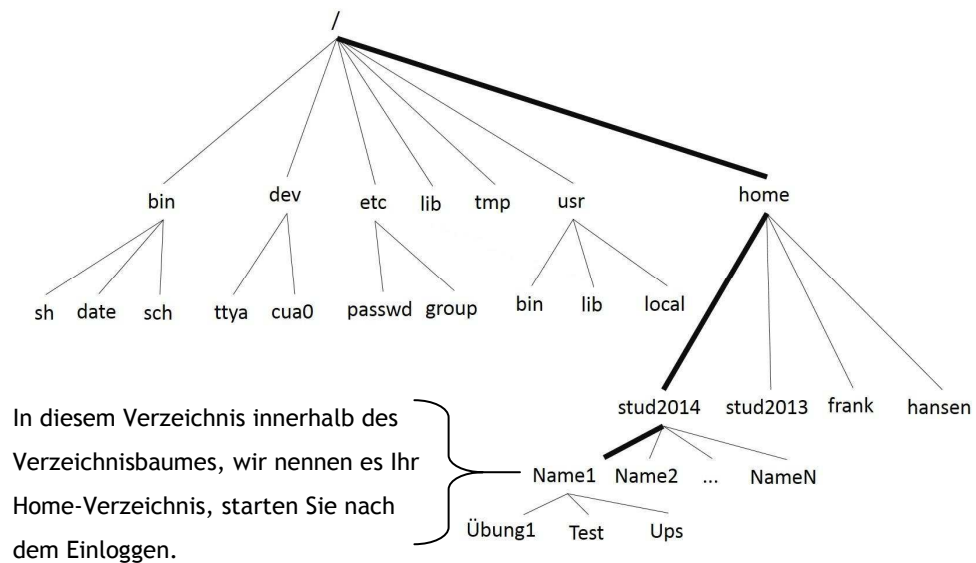 /
bin dev etc lib tmp usr home
sh date sch ttya cua0 passwd group bin lib local
stud2014 stud2013 frank hansen
In diesem Verzeichnis innerhalb des
Verzeichnisbaumes, wir nennen es Ihr
Home-Verzeichnis, starten Sie nach
dem Einloggen.
Name1 Name2 ... NameN
Übung1 Test Ups